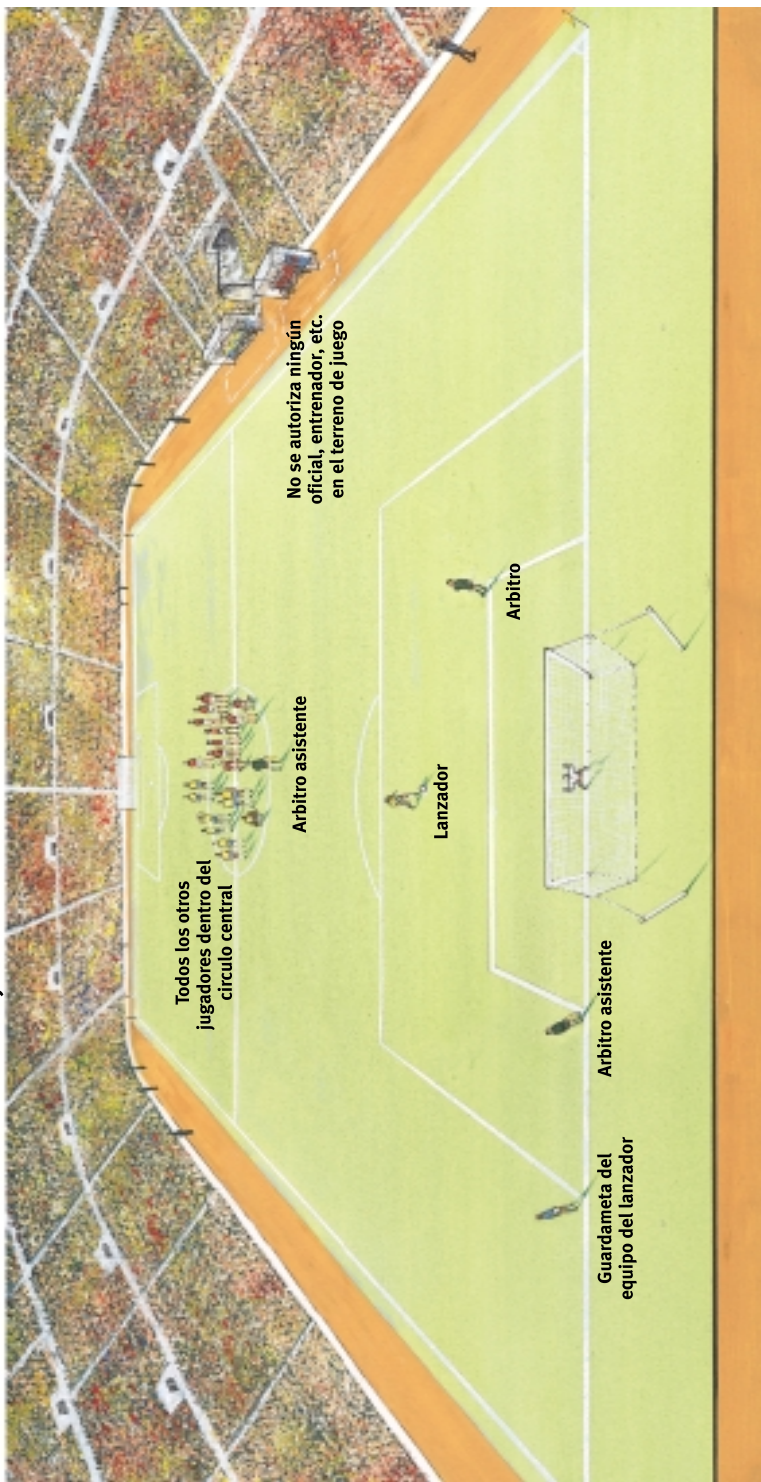 Todos los otros
jugadores dentro del
circulo central
Arbitro asistente
No se autoriza ningún
oficial, entrenador, etc.
en el terreno de juego
Lanzador
Arbitro
Guardameta del
equipo del lanzador
Arbitro asistente